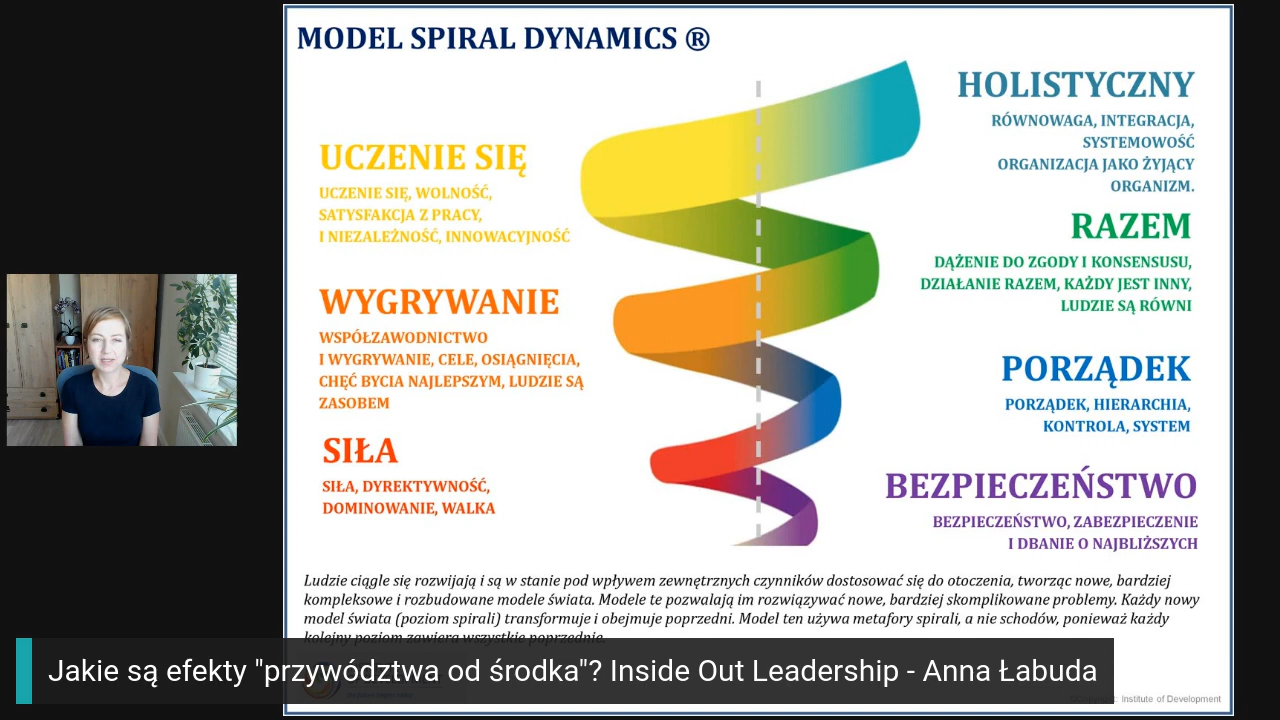 MODEL SPIRAL DYNAMICS ®
HOLISTYCZNY
RÓWNOWAGA, INTEGRACJA,
SYSTEMOWOŚĆ
ORGANIZACJA JAKO ŻYJĄCY
ORGANIZM.
UCZENIE SIĘ
UCZENIE SIĘ, WOLNOŚĆ,
SATYSFAKCJA Z PRACY,
I NIEZALEŻNOŚĆ, INNOWACYJNOŚĆ
RAZEM
DĄŻENIE DO ZGODY I KONSENSUSU,
DZIAŁANIE RAZEM, KAŻDY JEST INNY,
LUDZIE SĄ RÓWNI
WYGRYWANIE
WSPÓŁZAWODNICTWO
I WYGRYWANIE, CELE, OSIĄGNIĘCIA,
CHĘĆ BYCIA NAJLEPSZYM, LUDZIE SĄ
ZASOBEM
PORZĄDEK
PORZĄDEK, HIERARCHIA,
KONTROLA, SYSTEM
SIŁA
SIŁA, DYREKTYWNOŚĆ,
DOMINOWANIE, WALKA
BEZPIECZEŃSTWO
BEZPIECZEŃSTWO, ZABEZPIECZENIE
I DBANIE O NAJBLIŻSZYCH
Ludzie ciągle się rozwijają i są w stanie pod wpływem zewnętrznych czynników dostosować się do otoczenia, tworząc nowe, bardziej
kompleksowe i rozbudowane modele świata. Modele te pozwalają im rozwiązywać nowe, bardziej skomplikowane problemy. Każdy nowy
model świata (poziom spirali) transformuje i obejmuje poprzedni. Model ten używa metafory spirali, a nie schodów, ponieważ każdy
kolejny poziom zawiera wszystkie poprzednie.
Jakie są efekty "przywództwa od środka"? Inside Out Leadership - Anna Łabuda
Institute of Development